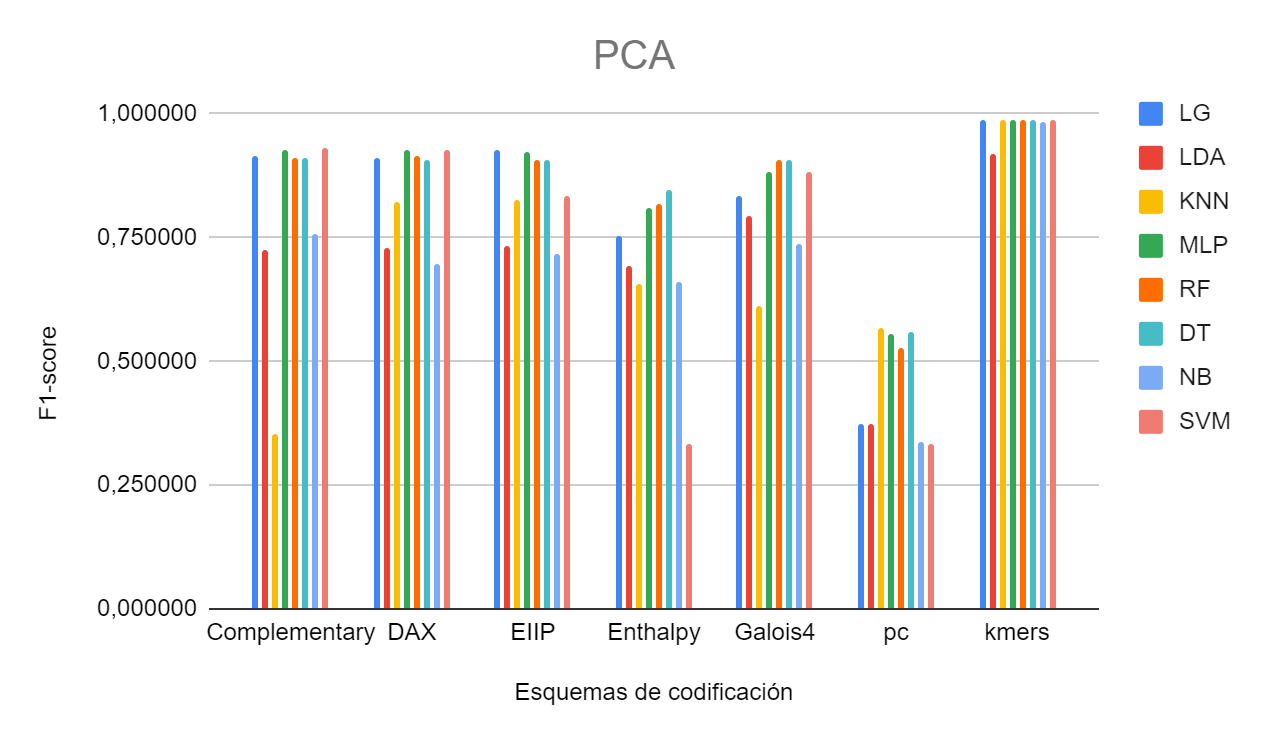 PCA
1,000000
0,750000
0,500000
0,250000
0,000000
F1-score
Complementary DAX EIIP Enthalpy Galois4 pc kmers
Esquemas de codificación
LG
LDA
KNN
MLP
RF
DT
NB
SVM